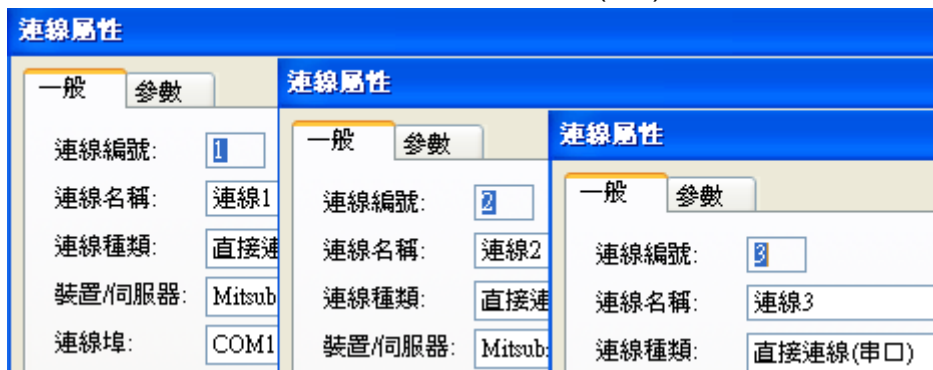 連線屬性
一般 參數
連線編號: 1
連線名稱: 連線1
連線種類: 直接連
裝置/伺服器: Mitsub
連線埠: COM1
連線屬性
一般 參數
連線編號: 2
連線名稱: 連線2
連線種類: 直接連
裝置/伺服器: Mitsub
連線屬性
一般 參數
連線編號: 3
連線名稱: 連線3
連線種類: 直接連線(串口)